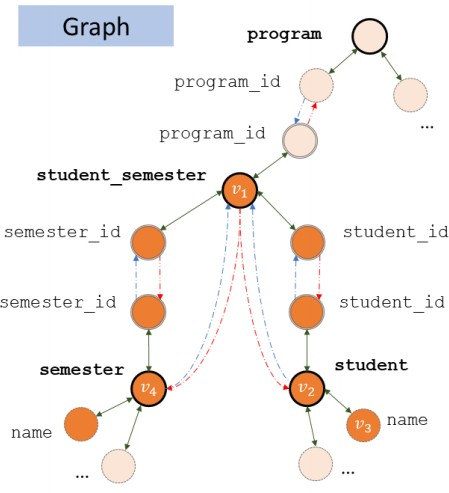 Graph
program
program_id
...
program_id
student_semester
v1
semester_id
student_id
semester_id
student_id
semester
student
v4
v2
name
v3
name
...
...